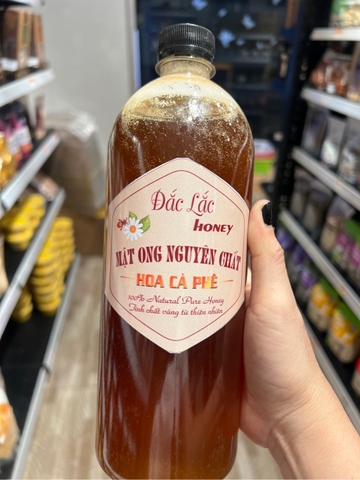 Đắc Lắc
HONEY
MẬT ONG NGUYÊN CHẤT
HOA CÀ PHÊ
100% Natural Pure Honey
Tinh chất vàng từ thiên nhiên